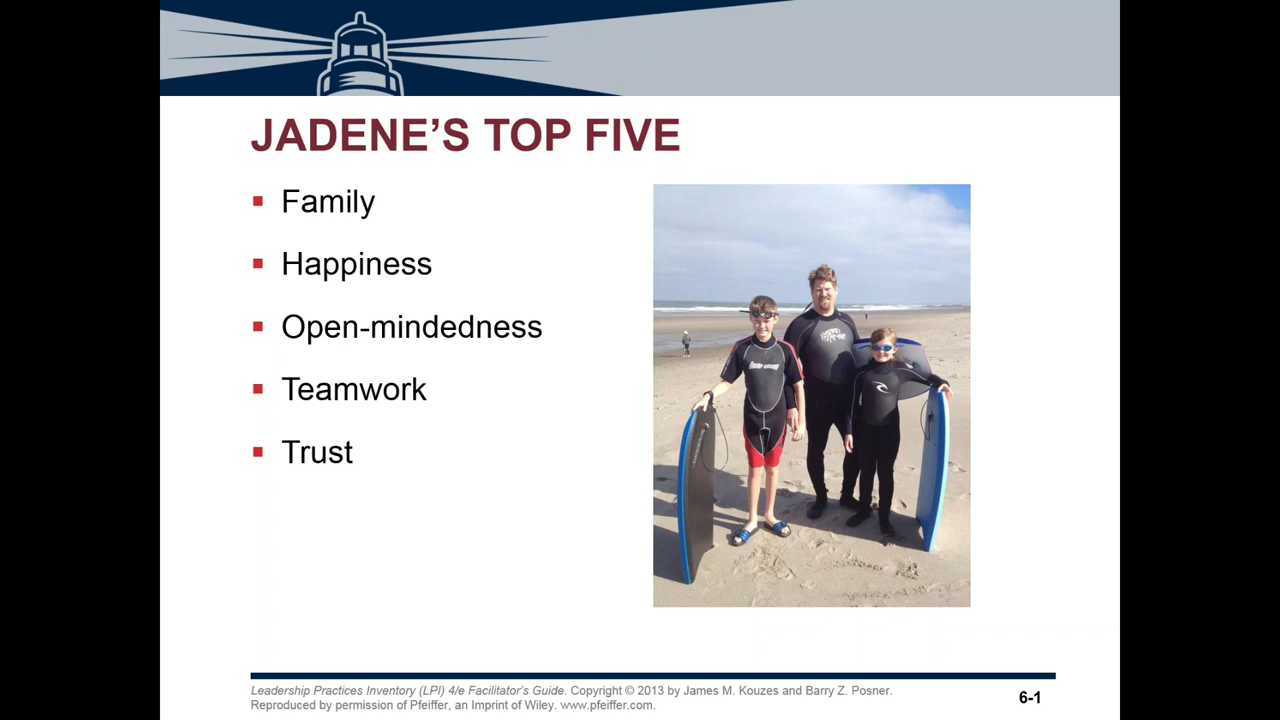 JADENE’S TOP FIVE
Family
Happiness
Open-mindedness
Teamwork
Trust
Leadership Practices Inventory (LPI) 4/e Facilitator’s Guide. Copyright © 2013 by James M. Kouzes and Barry Z. Posner.
Reproduced by permission of Pfeiffer, an Imprint of Wiley. www.pfeiffer.com.
6-1